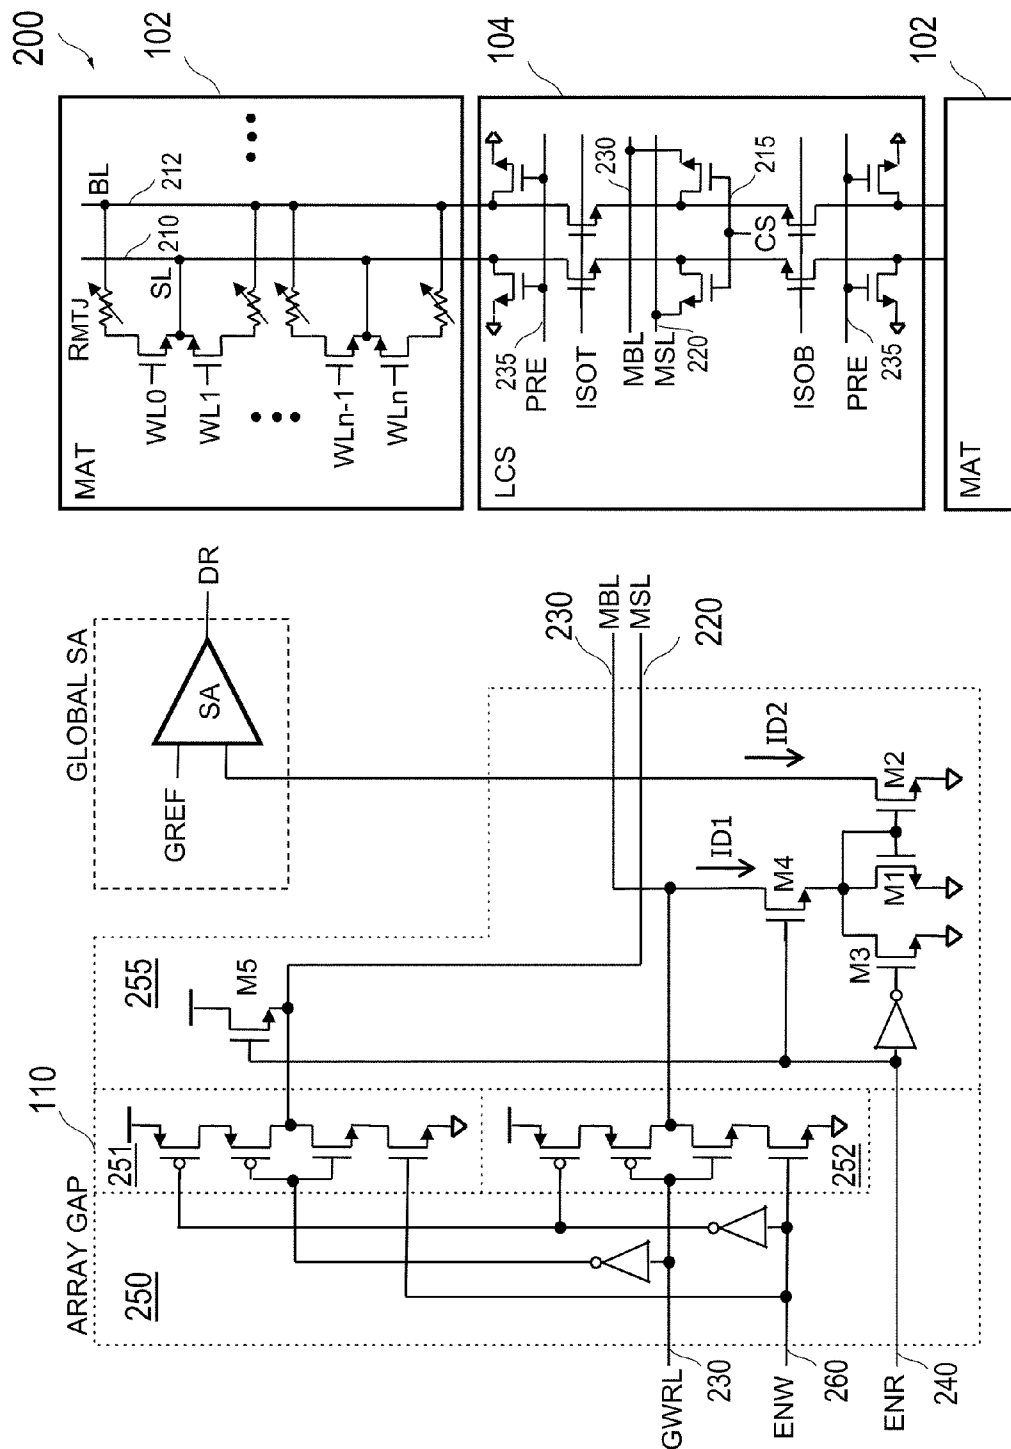 200
102
MAT
RMTJ
SL
210
BL
212
WL0
WL1
WLn-1
WLn
104
LCS
235
PRE
ISOT
MBL
230
MSL
220
215
CS
ISOB
PRE
235
102
MAT
GLOBAL SA
GREF
SA
DR
230
MBL
MSL
220
ID2
ID1
M2
M4
M1
M3
M5
255
110
ARRAY GAP
251
252
250
GWRL
230
ENW
260
ENR
240